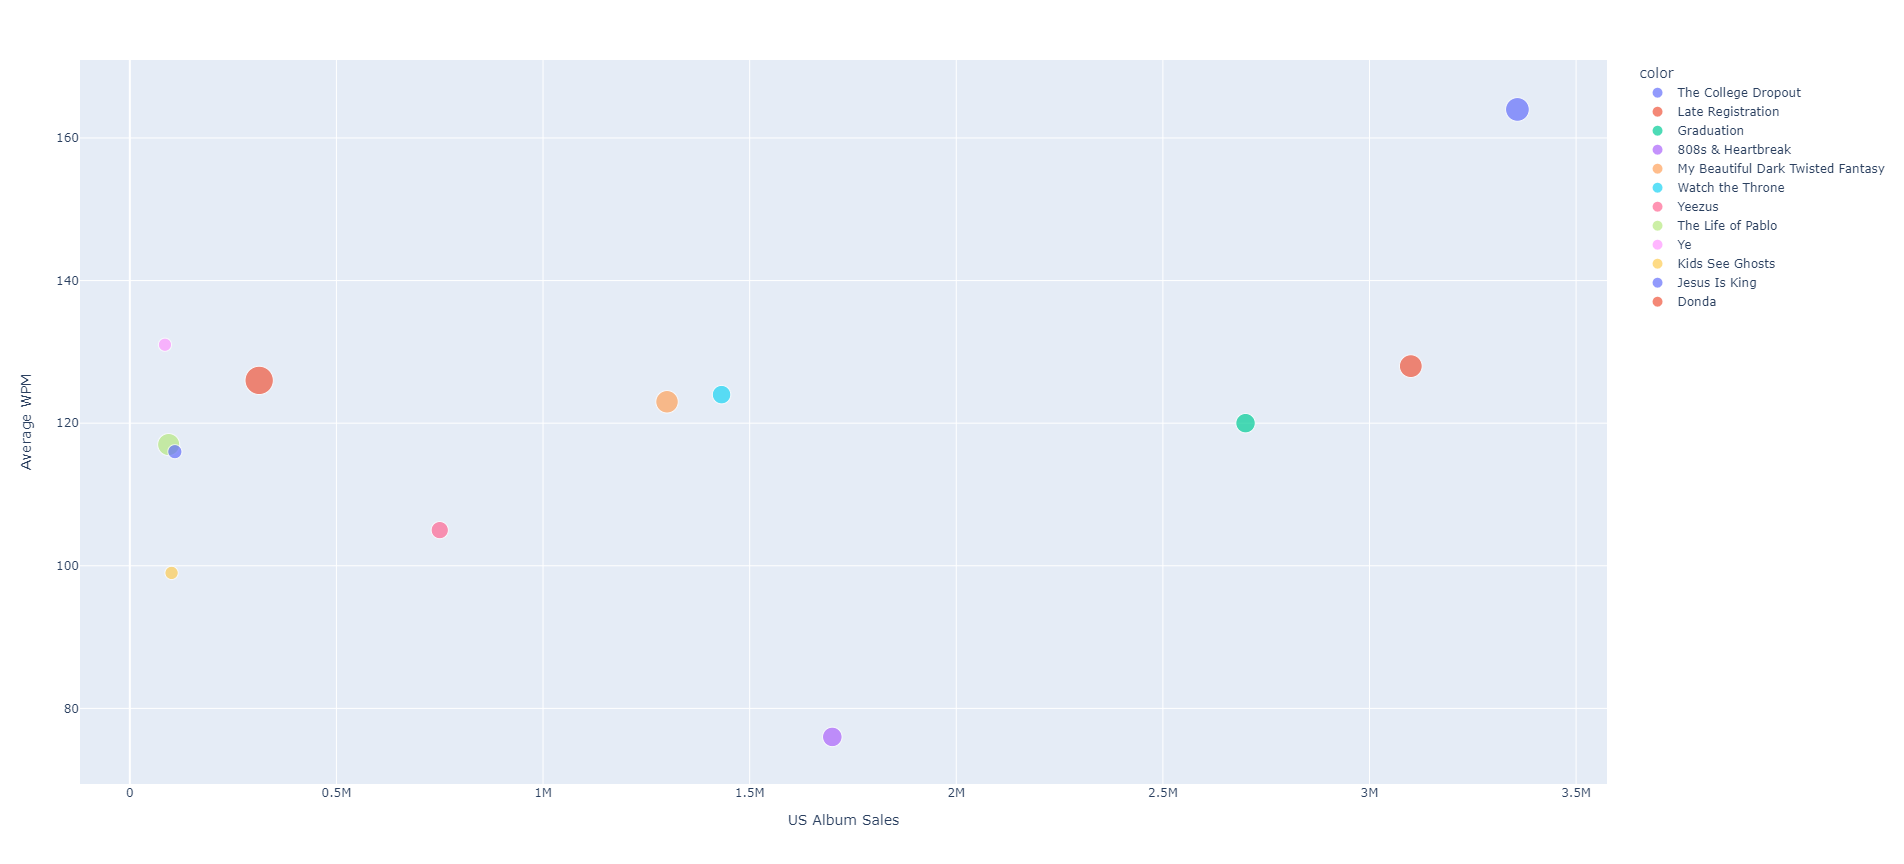 color
The College Dropout
Late Registration
Graduation
808s & Heartbreak
My Beautiful Dark Twisted Fantasy
Watch the Throne
Yeezus
The Life of Pablo
Ye
Kids See Ghosts
Jesus Is King
Donda
160
140
120
100
80
Average WPM
0 0.5M 1M 1.5M 2M 2.5M 3M 3.5M
US Album Sales